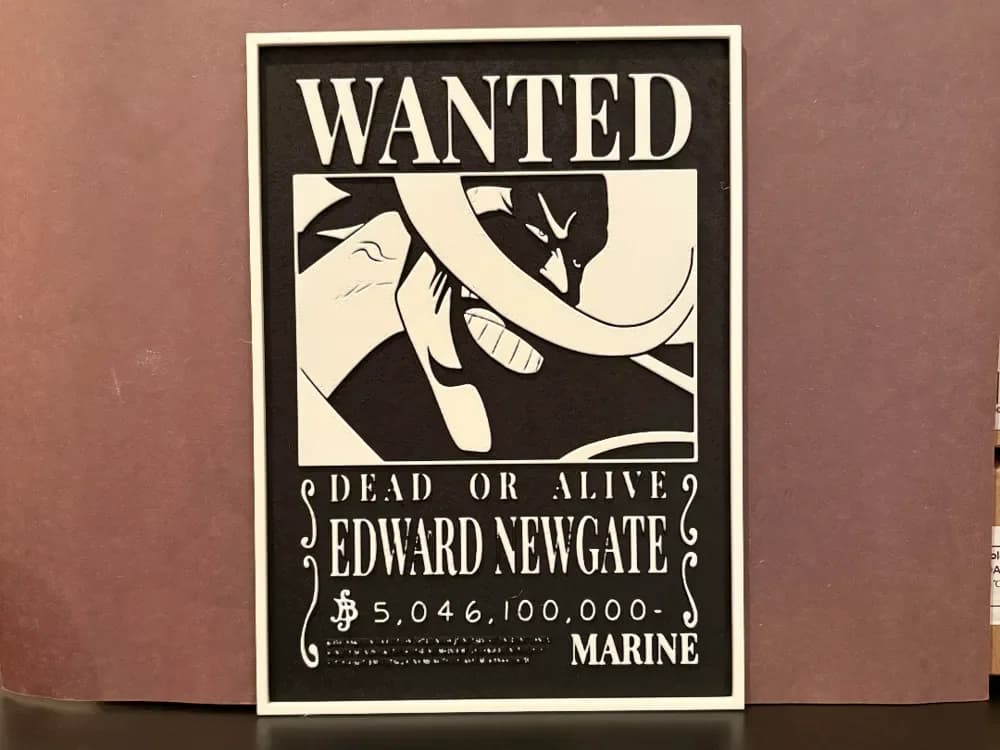 WANTED
DEAD OR ALIVE
EDWARD NEWGATE
฿ 5,046,100,000-
MARINE